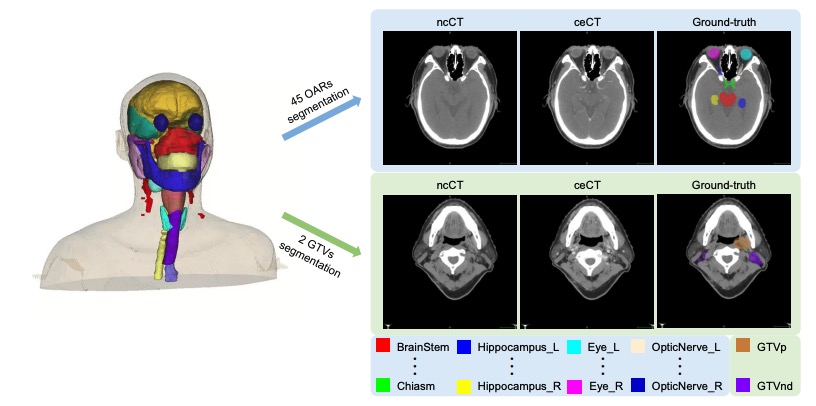 ncCT ceCT Ground-truth
45 OARs
segmentation
ncCT ceCT Ground-truth
2 GTVs
segmentation
BrainStem Hippocampus_L Eye_L OpticNerve_L GTVp
Chiasm Hippocampus_R Eye_R OpticNerve_R GTVnd